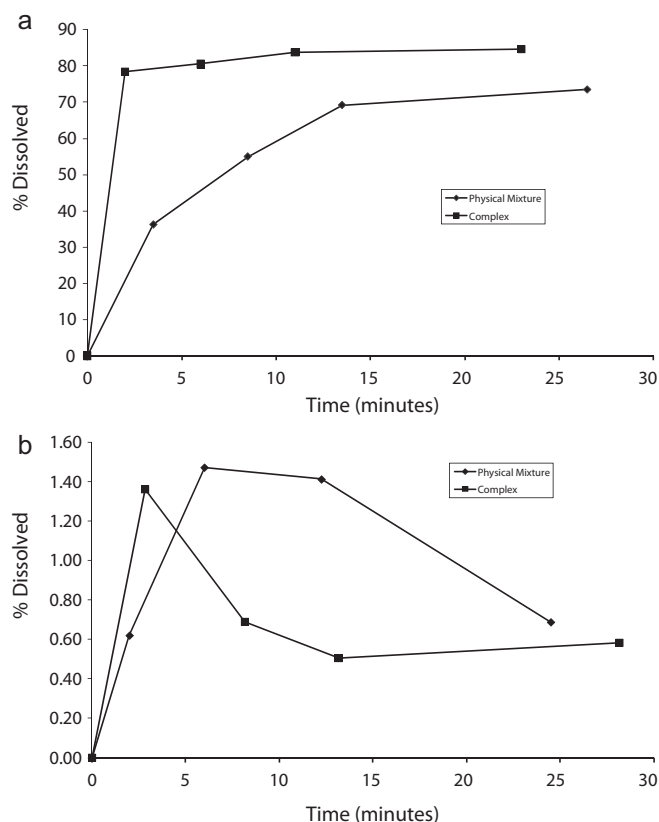 a
90
80
70
60
50
40
30
20
10
0
% Dissolved
Physical Mixture
Complex
0 5 10 15 20 25 30
Time (minutes)
b
1.60
1.40
1.20
1.00
0.80
0.60
0.40
0.20
0.00
% Dissolved
Physical Mixture
Complex
0 5 10 15 20 25 30
Time (minutes)